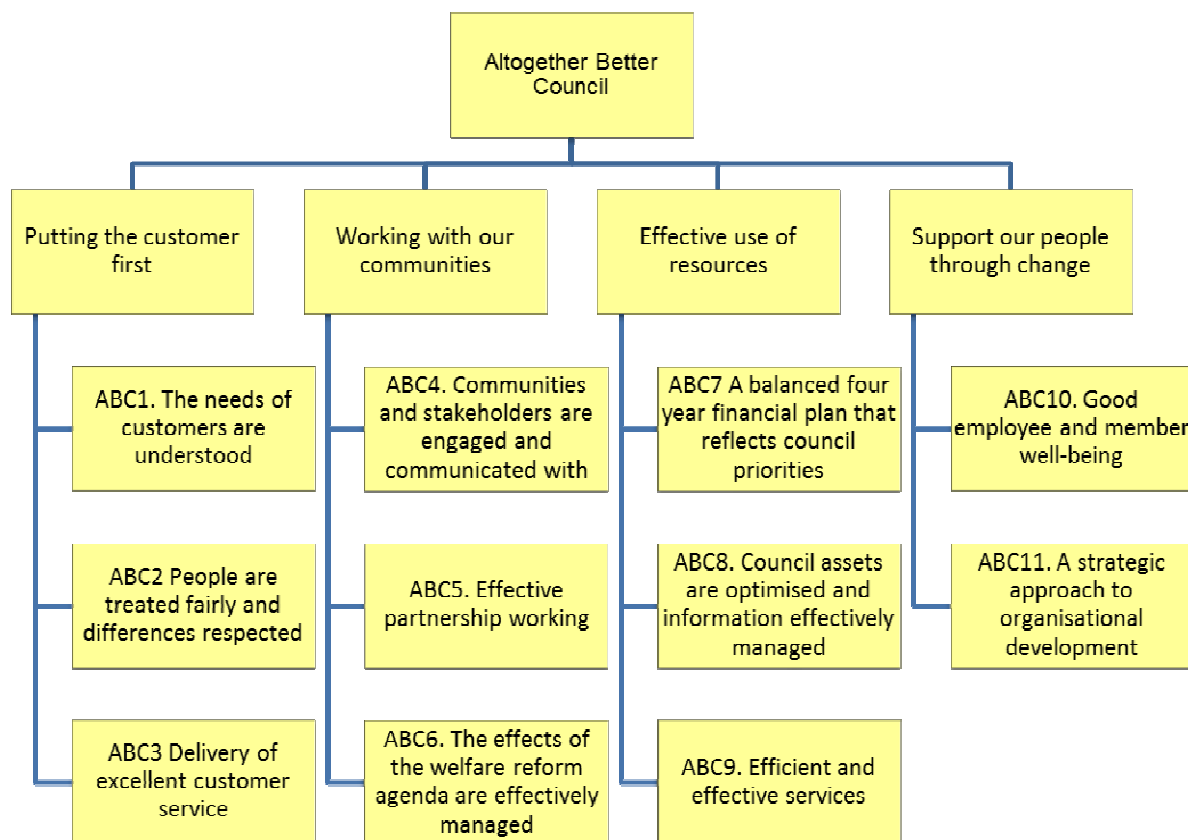 Altogether Better
Council
Putting the customer
first
Working with our
communities
Effective use of
resources
Support our people
through change
ABC1. The needs of
customers are
understood
ABC2 People are
treated fairly and
differences respected
ABC3 Delivery of
excellent customer
service
ABC4. Communities
and stakeholders are
engaged and
communicated with
ABC5. Effective
partnership working
ABC6. The effects of
the welfare reform
agenda are effectively
managed
ABC7 A balanced four
year financial plan that
reflects council
priorities
ABC8. Council assets
are optimised and
information effectively
managed
ABC9. Efficient and
effective services
ABC10. Good
employee and member
well-being
ABC11. A strategic
approach to
organisational
development